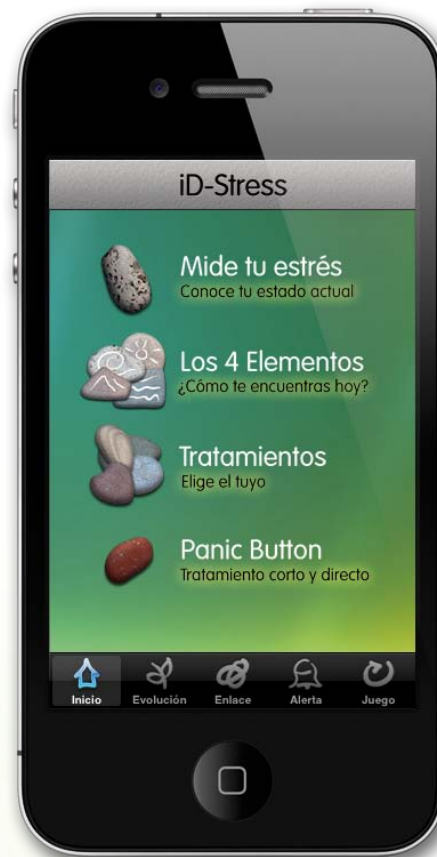 iD-Stress
Mide tu estrés
Conoce tu estado actual
Los 4 Elementos
¿Cómo te encuentras hoy?
Tratamientos
Elige el tuyo
Panic Button
Tratamiento corto y directo
Inicio Evolución Enlace Alerta Juego